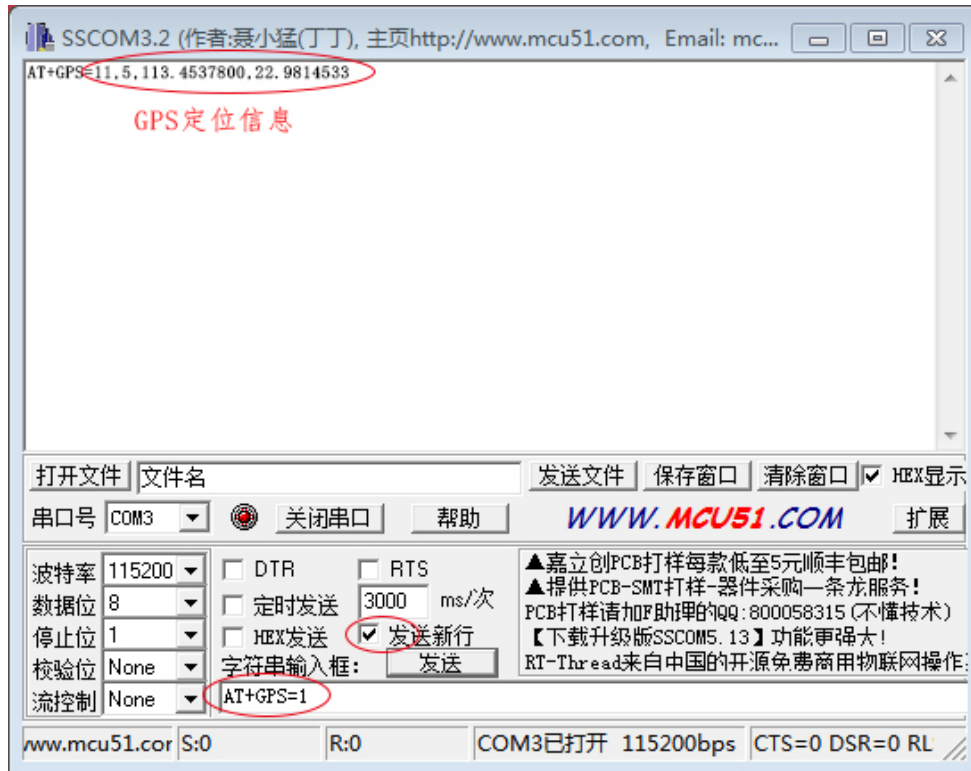 SSCOM3.2 (作者:聂小猛(丁丁), 主页http://www.mcu51.com, Email: mc...
AT+GPS=11,5,113.4537800,22.9814533
GPS定位信息
打开文件 文件名 发送文件 保存窗口 清除窗口 HEX显示
串口号 COM3 关闭串口 帮助 WWW.MCU51.COM 扩展
波特率 115200 DTR RTS
数据位 8 定时发送 3000 ms/次
停止位 1 HEX发送 发送新行
校验位 None 字符串输入框: 发送
流控制 None AT+GPS=1
▲嘉立创PCB打样每款低至5元顺丰包邮!
▲提供PCB-SMT打样-器件采购—条龙服务!
PCB打样请加F助理的QQ:800058315(不懂技术)
【下载升级版SSCOM5.13】功能更强大!
RT-Thread来自中国的开源免费商用物联网操作
www.mcu51.cor S:0 R:0 COM3已打开 115200bps CTS=0 DSR=0 RL